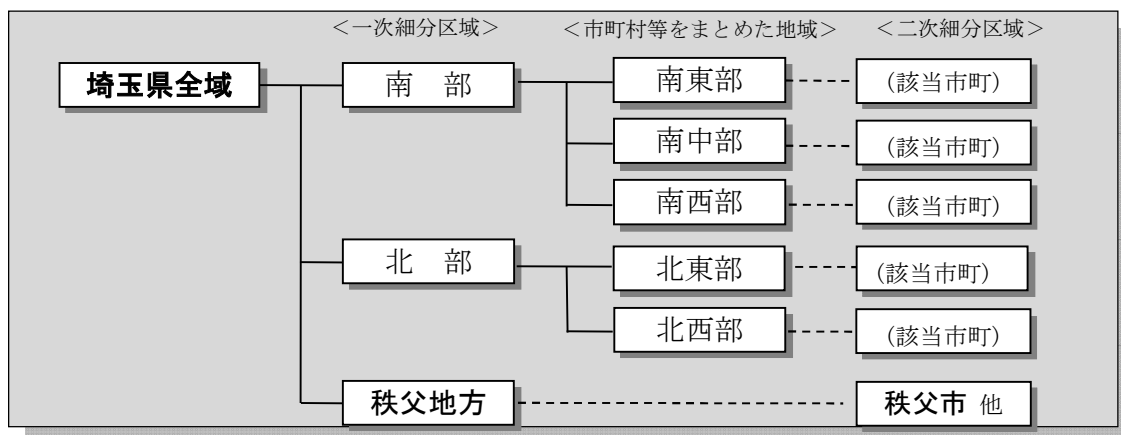 ＜一次細分区域＞ ＜市町村等をまとめた地域＞ ＜二次細分区域＞
埼玉県全域 南　部 南東部 (該当市町)
南中部 (該当市町)
南西部 (該当市町)
北　部 北東部 (該当市町)
北西部 (該当市町)
秩父地方 秩父市 他